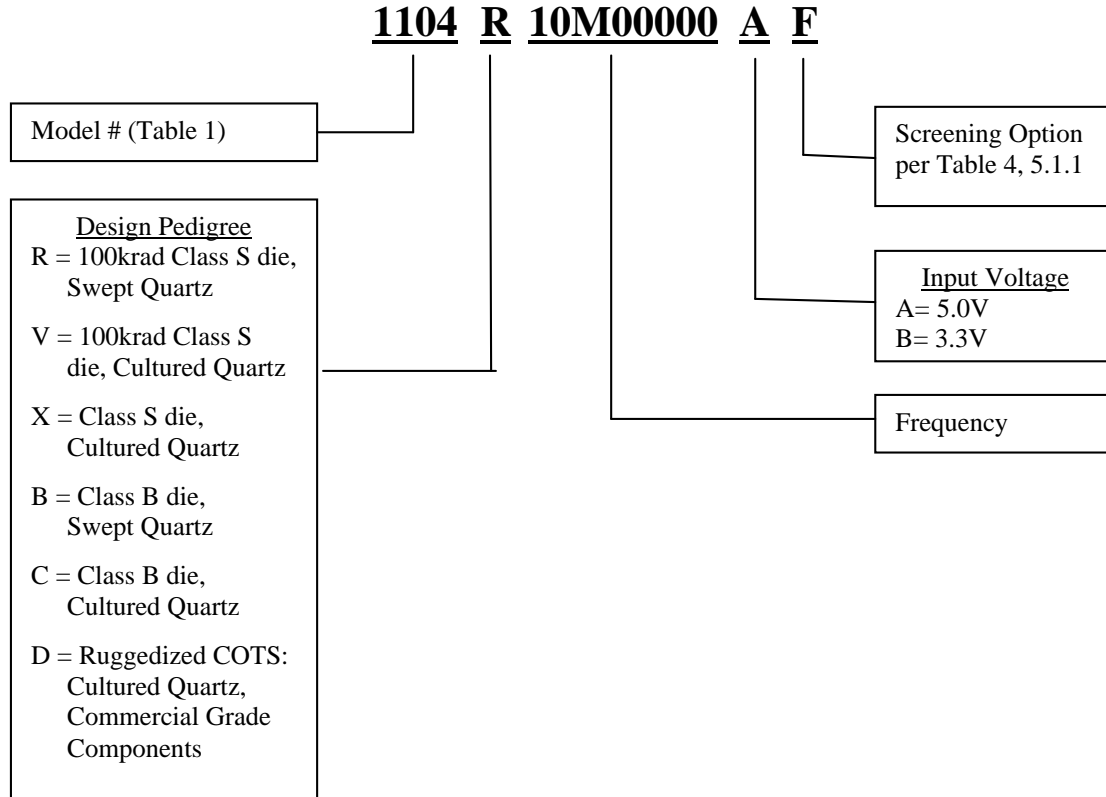 1104 R 10M00000 A F
Model # (Table 1)
Design Pedigree
R = 100krad Class S die,
Swept Quartz
V = 100krad Class S
die, Cultured Quartz
X = Class S die,
Cultured Quartz
B = Class B die,
Swept Quartz
C = Class B die,
Cultured Quartz
D = Ruggedized COTS:
Cultured Quartz,
Commercial Grade
Components
Screening Option
per Table 4, 5.1.1
Input Voltage
A= 5.0V
B= 3.3V
Frequency